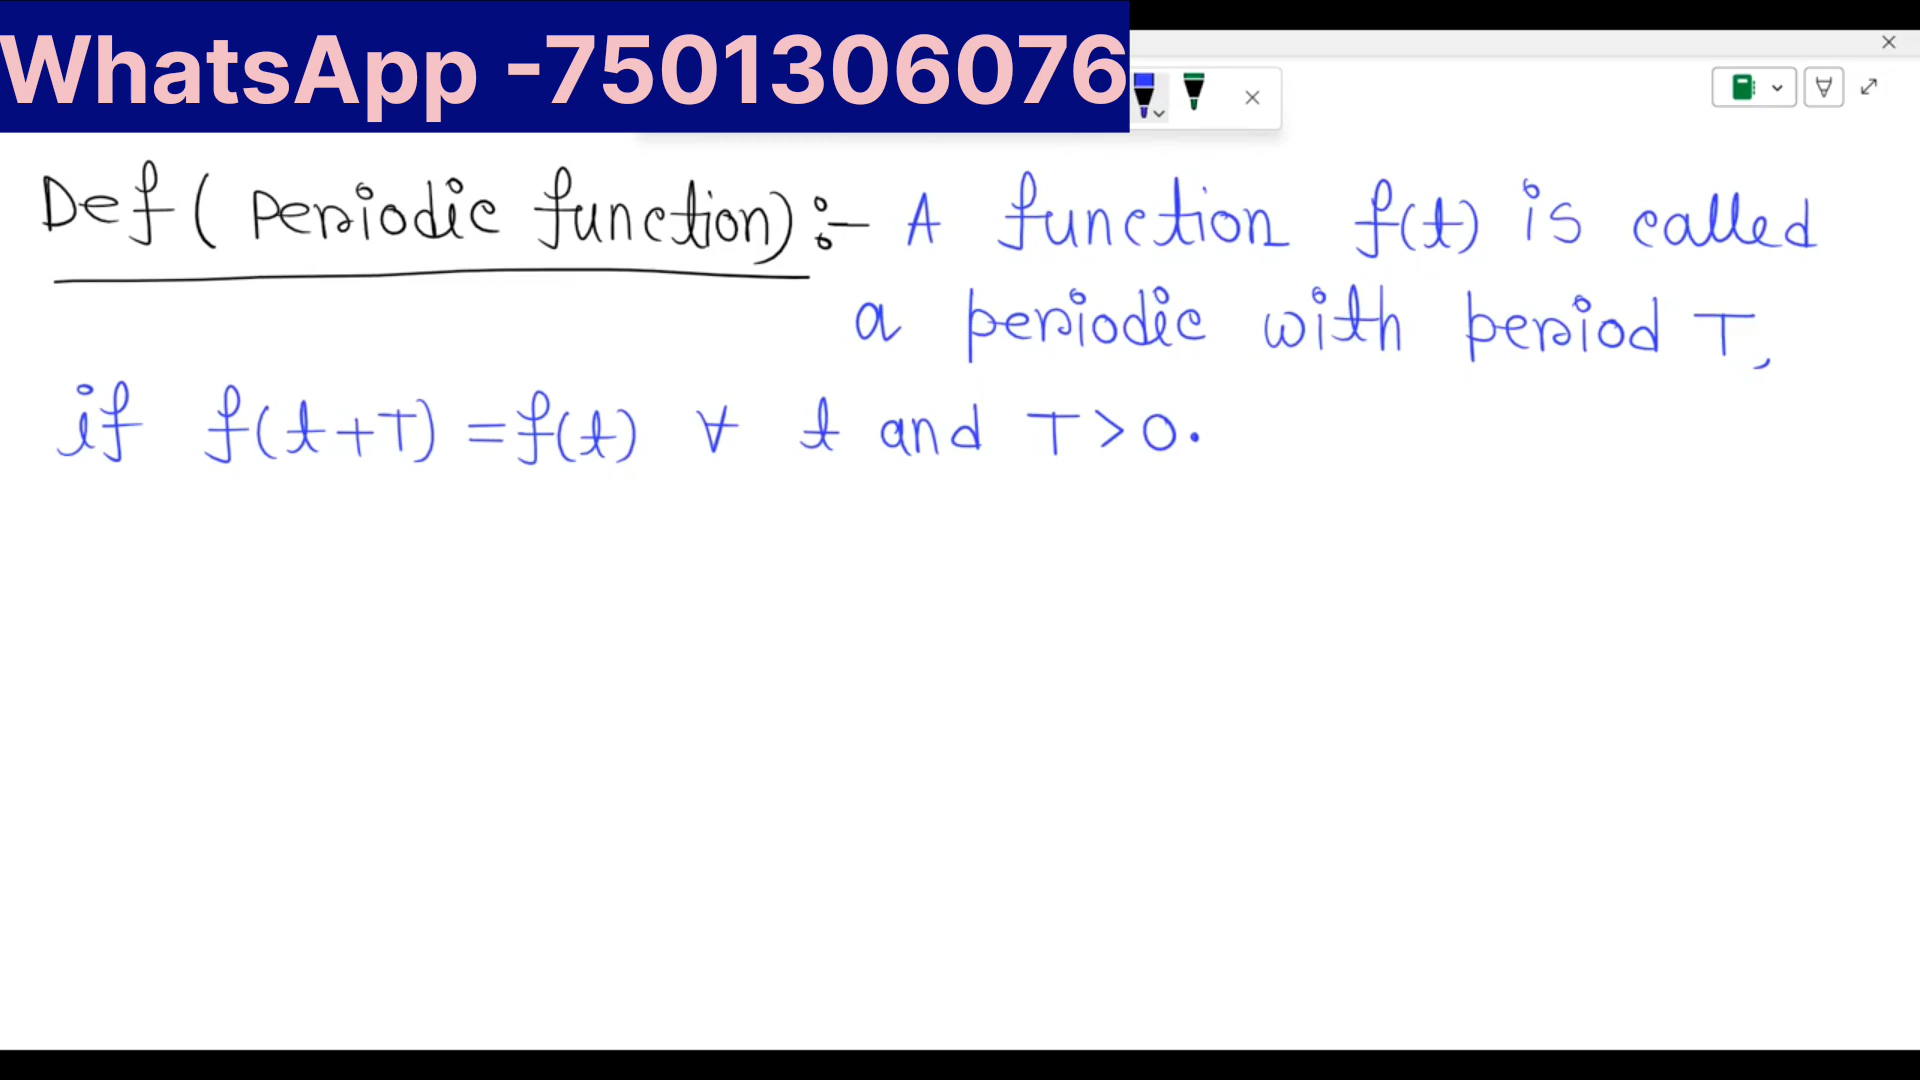 WhatsApp -7501306076
Def ( Periodic function) :- A function f(t) is called
a periodic with period T,
if f(t+T) = f(t) ∀ t and T > 0.